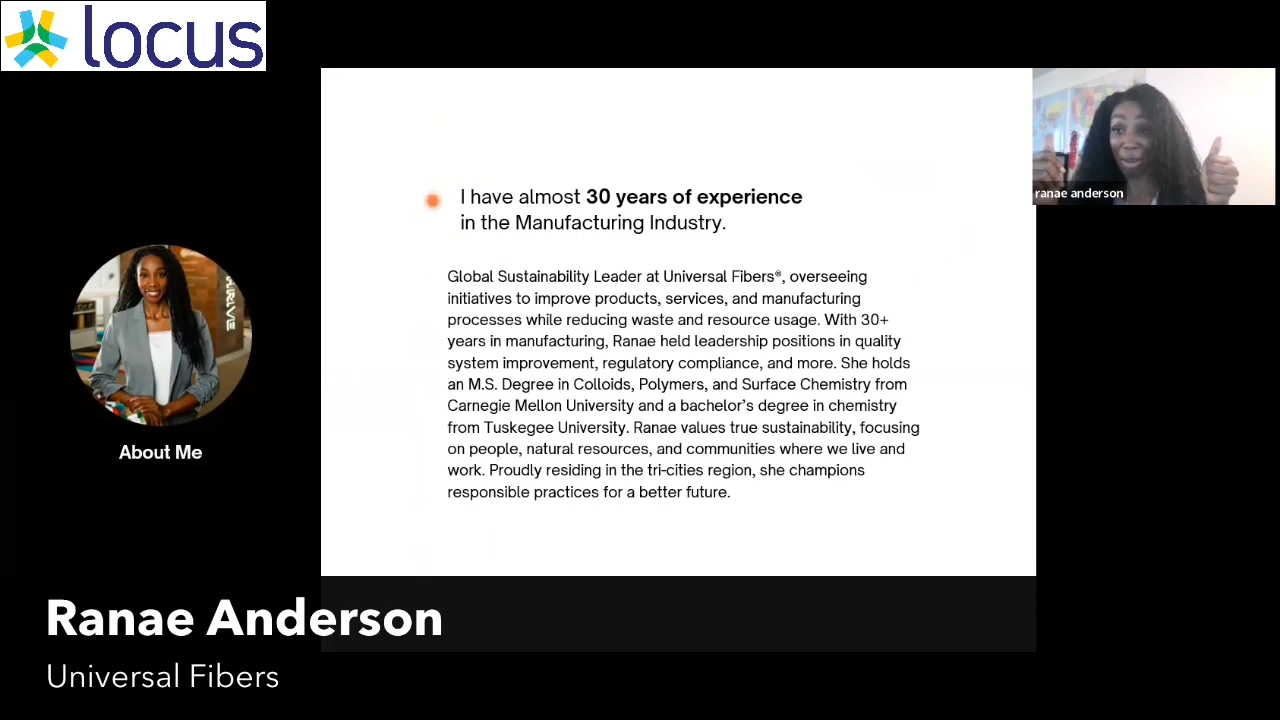 locus
I have almost 30 years of experience
in the Manufacturing Industry.
Global Sustainability Leader at Universal Fibers®, overseeing
initiatives to improve products, services, and manufacturing
processes while reducing waste and resource usage. With 30+
years in manufacturing, Ranae held leadership positions in quality
system improvement, regulatory compliance, and more. She holds
an M.S. Degree in Colloids, Polymers, and Surface Chemistry from
Carnegie Mellon University and a bachelor's degree in chemistry
from Tuskegee University. Ranae values true sustainability, focusing
on people, natural resources, and communities where we live and
work. Proudly residing in the tri-cities region, she champions
responsible practices for a better future.
ranae anderson
THRIVE
About Me
Ranae Anderson
Universal Fibers